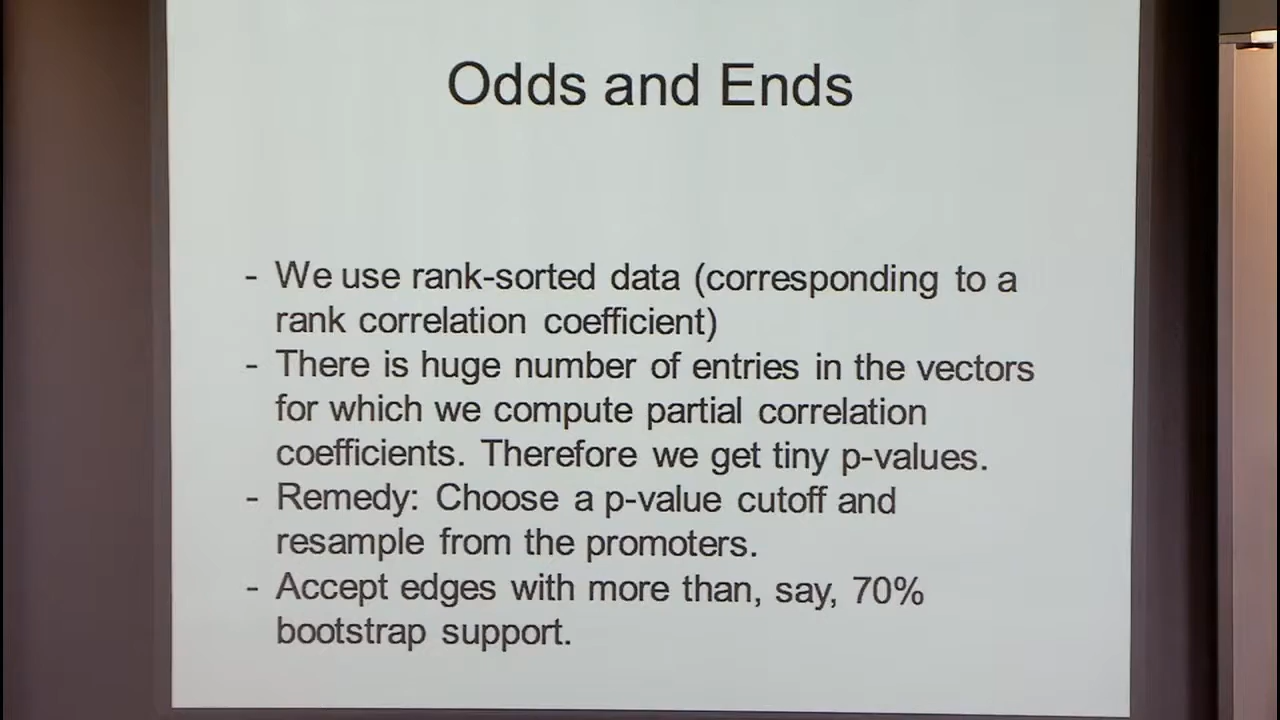 Odds and Ends
- We use rank-sorted data (corresponding to a
rank correlation coefficient)
- There is huge number of entries in the vectors
for which we compute partial correlation
coefficients. Therefore we get tiny p-values.
- Remedy: Choose a p-value cutoff and
resample from the promoters.
- Accept edges with more than, say, 70%
bootstrap support.